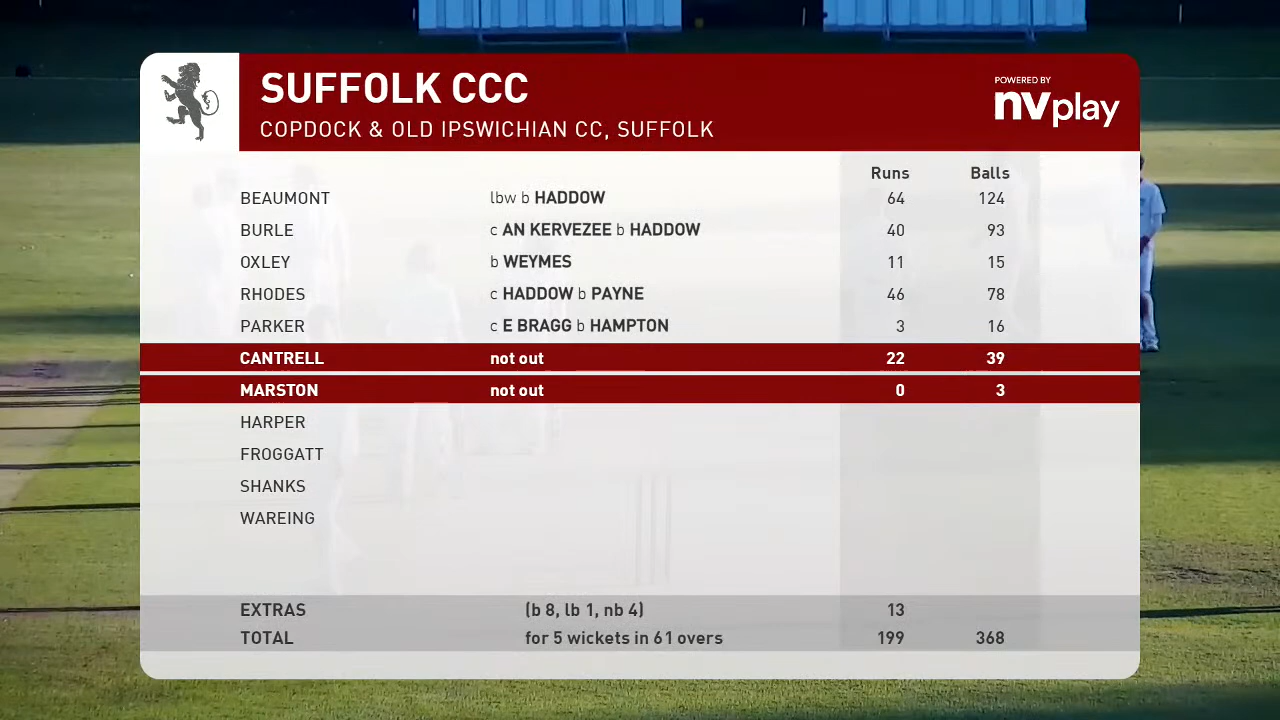 SUFFOLK CCC
COPDOCK & OLD IPSWICHIAN CC, SUFFOLK
POWERED BY
nvplay
Runs Balls
BEAUMONT lbw b HADDOW 64 124
BURLE c AN KERVEZEE b HADDOW 40 93
OXLEY b WEYMES 11 15
RHODES c HADDOW b PAYNE 46 78
PARKER c E BRAGG b HAMPTON 3 16
CANTRELL not out 22 39
MARSTON not out 0 3
HARPER
FROGGATT
SHANKS
WAREING
EXTRAS (b 8, lb 1, nb 4) 13
TOTAL for 5 wickets in 61 overs 199 368